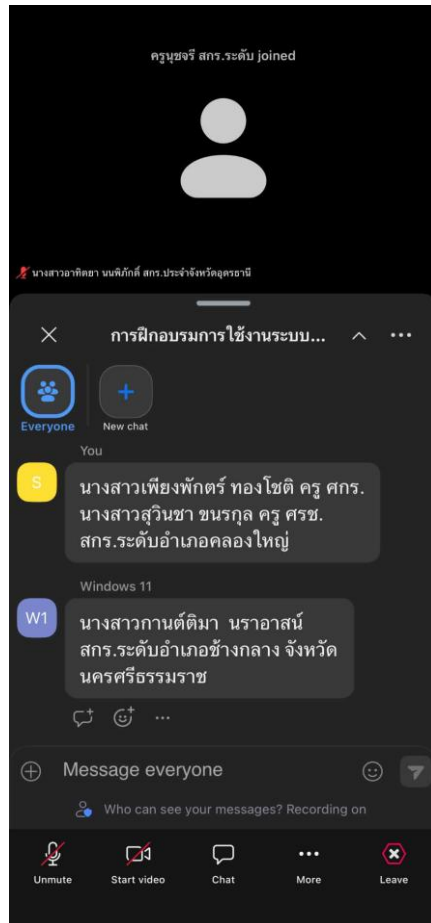 ครูนุชจรี สกร.ระดับ joined
นางสาวอาทิตยา นนพิภักดิ์ สกร.ประจำจังหวัดอุดรธานี
การฝึกอบรมการใช้งานระบบ...
Everyone
New chat
You
S
นางสาวเพียงพักตร์ ทองโชติ ครู ศกร.
นางสาวสุวินชา ขนรกุล ครู ศรช.
สกร.ระดับอำเภอคลองใหญ่
Windows 11
W1
นางสาวกานต์ติมา นราอาสน์
สกร.ระดับอำเภอช้างกลาง จังหวัด
นครศรีธรรมราช
Message everyone
Who can see your messages? Recording on
Unmute
Start video
Chat
More
Leave